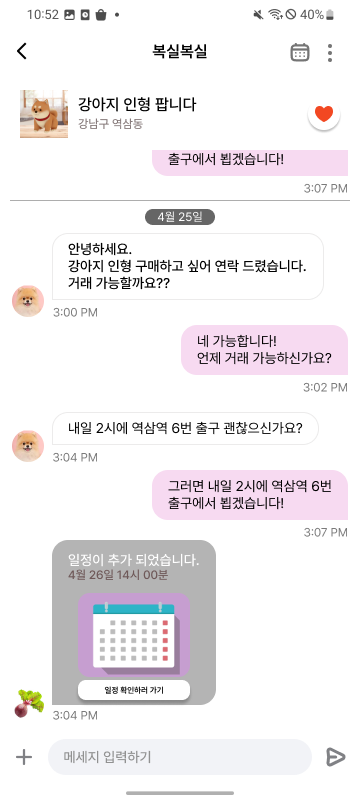 10:52
40%
복실복실
강아지 인형 팝니다
강남구 역삼동
출구에서 뵙겠습니다!
3:07 PM
4월 25일
안녕하세요.
강아지 인형 구매하고 싶어 연락 드렸습니다.
거래 가능할까요??
3:00 PM
네 가능합니다!
언제 거래 가능하신가요?
3:02 PM
내일 2시에 역삼역 6번 출구 괜찮으신가요?
3:04 PM
그러면 내일 2시에 역삼역 6번
출구에서 뵙겠습니다!
3:07 PM
일정이 추가 되었습니다.
4월 26일 14시 00분
일정 확인하러 가기
3:04 PM
메세지 입력하기